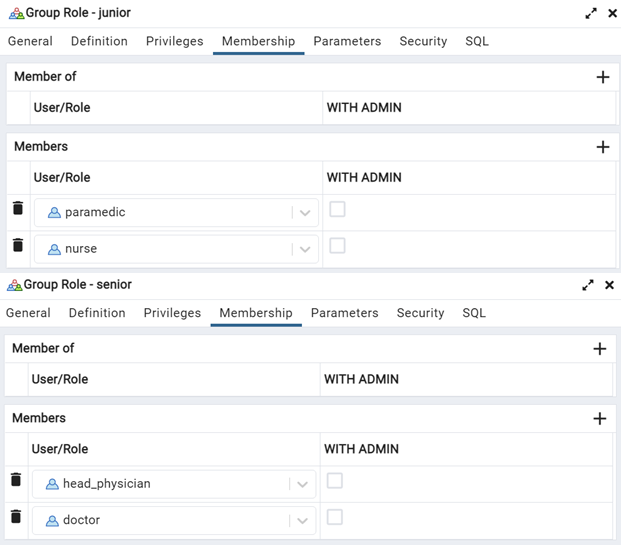 Group Role - junior
General Definition Privileges Membership Parameters Security SQL
Member of
User/Role WITH ADMIN
Members
User/Role WITH ADMIN
paramedic
nurse
Group Role - senior
General Definition Privileges Membership Parameters Security SQL
Member of
User/Role WITH ADMIN
Members
User/Role WITH ADMIN
head_physician
doctor